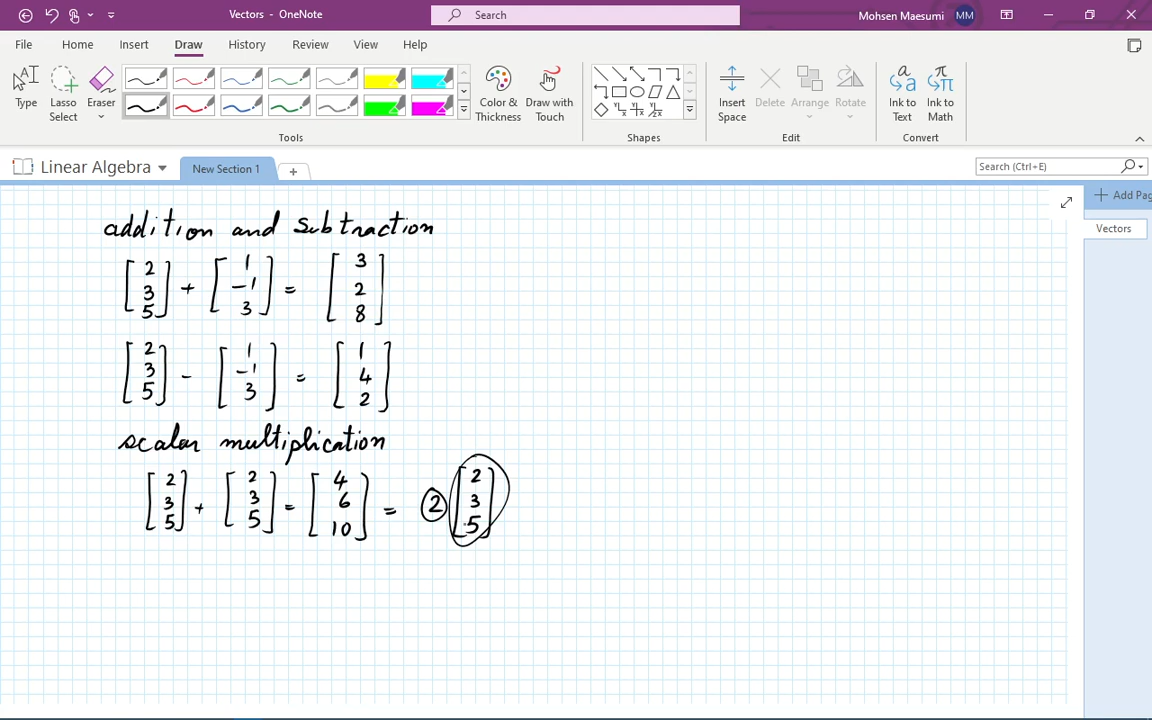 Vectors - OneNote
Search
Mohsen Maesumi MM
File Home Insert Draw History Review View Help
Type Lasso Select Eraser Color & Thickness Draw with Touch Insert Space Delete Arrange Rotate Ink to Text Ink to Math
Tools Shapes Edit Convert
Linear Algebra New Section 1 Search (Ctrl+E)
Add Pag
Vectors
addition and subtraction
[2 3 5] + [1 -1 3] = [3 2 8]
[2 3 5] - [1 -1 3] = [1 4 2]
scalar multiplication
[2 3 5] + [2 3 5] = [4 6 10] = 2 [2 3 5]